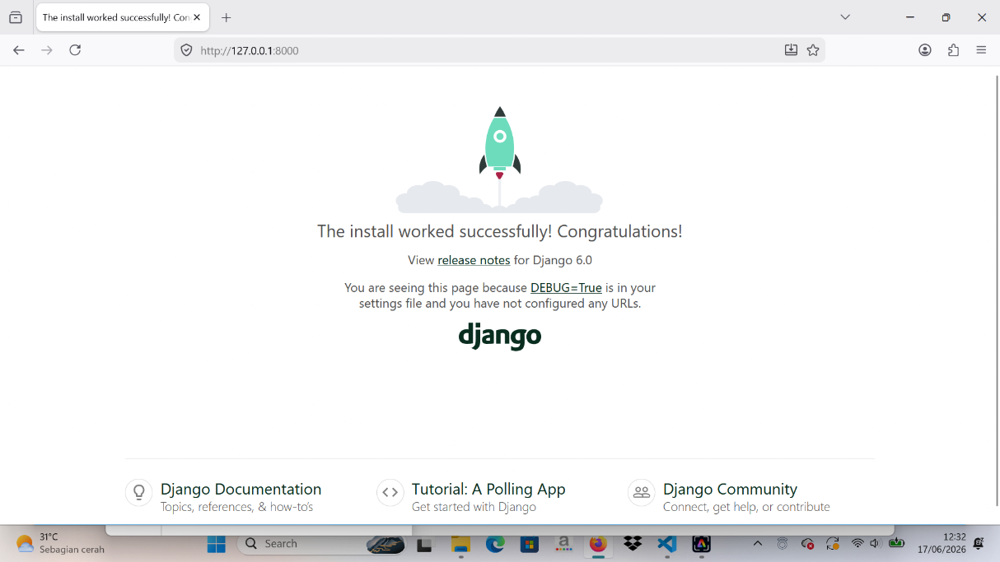 The install worked successfully! Con
http://127.0.0.1:8000
The install worked successfully! Congratulations!
View release notes for Django 6.0
You are seeing this page because DEBUG=True is in your
settings file and you have not configured any URLs.
django
Django Documentation
Topics, references, & how-to's
Tutorial: A Polling App
Get started with Django
Django Community
Connect, get help, or contribute
31°C
Sebagian cerah
Search
a
12:32
17/06/2026